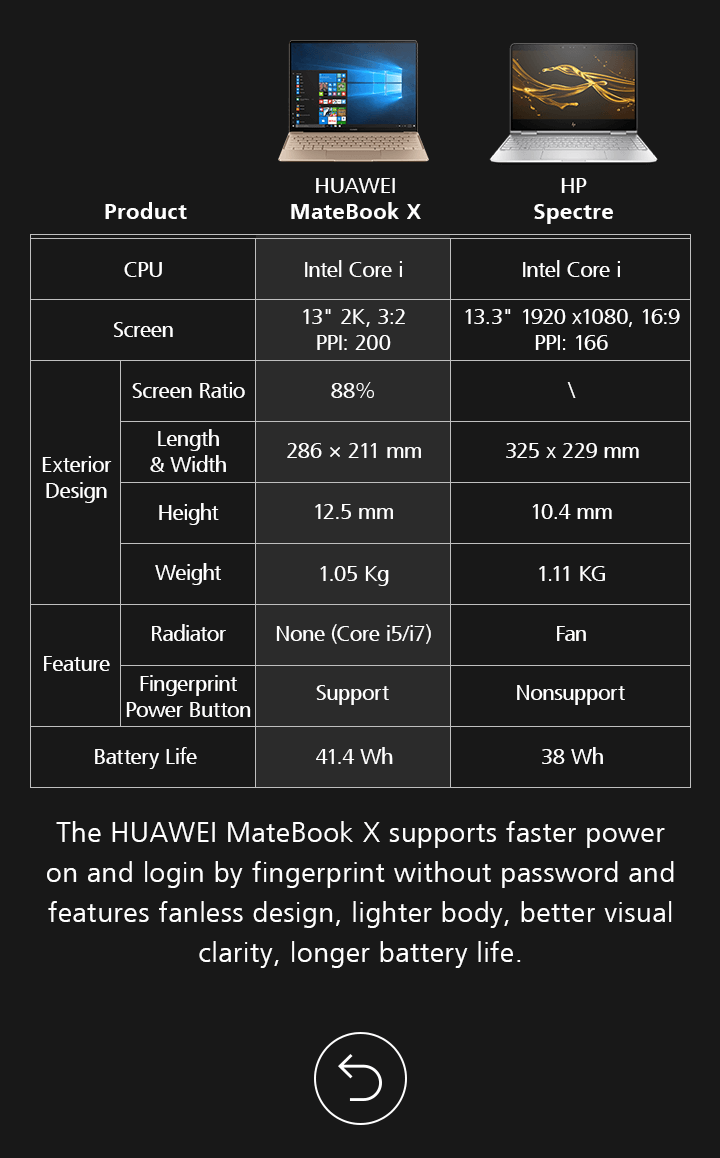 HUAWEI
MateBook X
HP
Spectre
Product
CPU
Intel Core i
Intel Core i
Screen
13" 2K, 3:2
PPI: 200
13.3" 1920 x1080, 16:9
PPI: 166
Exterior
Design
Screen Ratio
88%
\
Length
& Width
286 × 211 mm
325 x 229 mm
Height
12.5 mm
10.4 mm
Weight
1.05 Kg
1.11 KG
Feature
Radiator
None (Core i5/i7)
Fan
Fingerprint
Power Button
Support
Nonsupport
Battery Life
41.4 Wh
38 Wh
The HUAWEI MateBook X supports faster power
on and login by fingerprint without password and
features fanless design, lighter body, better visual
clarity, longer battery life.